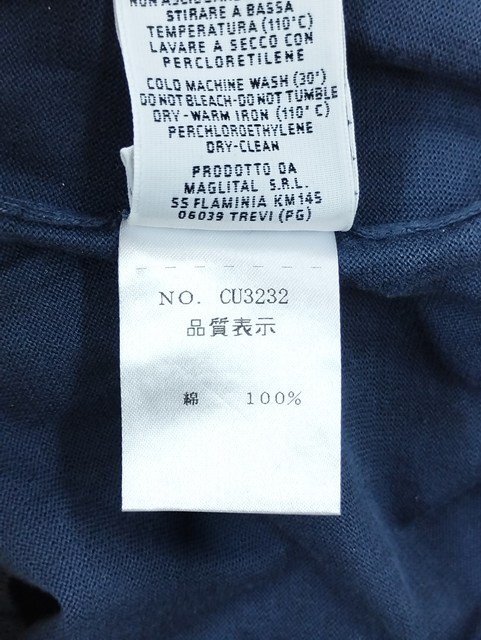 STIRARE A BASSA
TEMPERATURA (110°C)
LAVARE A SECCO CON
PERCLORETILENE
COLD MACHINE WASH (30°)
DO NOT BLEACH-DO NOT TUMBLE
DRY-WARM IRON (110°C)
PERCHLOROETHYLENE
DRY-CLEAN
PRODOTTO DA
MAGLITAL S.R.L.
SS FLAMINIA KM 145
06039 TREVI (PG)
NO. CU3232
品質表示
綿 100%